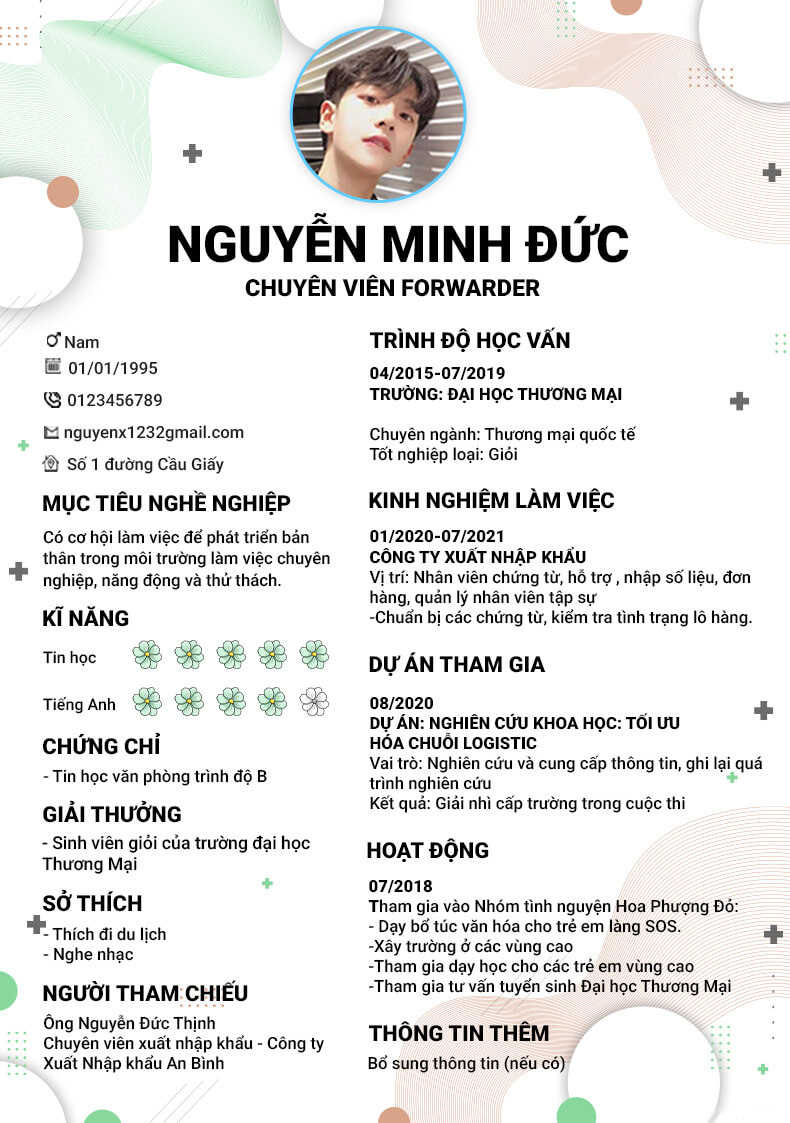 NGUYỄN MINH ĐỨC
CHUYÊN VIÊN FORWARDER
Nam
01/01/1995
0123456789
nguyenx1232gmail.com
Số 1 đường Cầu Giấy
MỤC TIÊU NGHỀ NGHIỆP
Có cơ hội làm việc để phát triển bản
thân trong môi trường làm việc chuyên
nghiệp, năng động và thử thách.
KĨ NĂNG
Tin học
Tiếng Anh
CHỨNG CHỈ
- Tin học văn phòng trình độ B
GIẢI THƯỞNG
- Sinh viên giỏi của trường đại học
Thương Mại
SỞ THÍCH
- Thích đi du lịch
- Nghe nhạc
NGƯỜI THAM CHIẾU
Ông Nguyễn Đức Thịnh
Chuyên viên xuất nhập khẩu - Công ty
Xuất Nhập khẩu An Bình
TRÌNH ĐỘ HỌC VẤN
04/2015-07/2019
TRƯỜNG: ĐẠI HỌC THƯƠNG MẠI
Chuyên ngành: Thương mại quốc tế
Tốt nghiệp loại: Giỏi
KINH NGHIỆM LÀM VIỆC
01/2020-07/2021
CÔNG TY XUẤT NHẬP KHẨU
Vị trí: Nhân viên chứng từ, hỗ trợ , nhập số liệu, đơn
hàng, quản lý nhân viên tập sự
-Chuẩn bị các chứng từ, kiểm tra tình trạng lô hàng.
DỰ ÁN THAM GIA
08/2020
DỰ ÁN: NGHIÊN CỨU KHOA HỌC: TỐI ƯU
HÓA CHUỖI LOGISTIC
Vai trò: Nghiên cứu và cung cấp thông tin, ghi lại quá
trình nghiên cứu
Kết quả: Giải nhì cấp trường trong cuộc thi
HOẠT ĐỘNG
07/2018
Tham gia vào Nhóm tình nguyện Hoa Phượng Đỏ:
- Dạy bổ túc văn hóa cho trẻ em làng SOS.
-Xây trường ở các vùng cao
-Tham gia dạy học cho các trẻ em vùng cao
-Tham gia tư vấn tuyển sinh Đại học Thương Mại
THÔNG TIN THÊM
Bổ sung thông tin (nếu có)